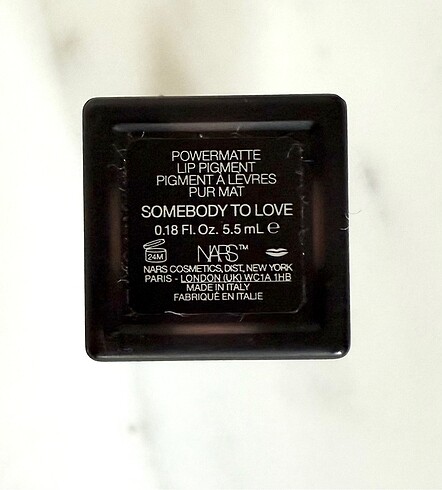 POWERMATTE
LIP PIGMENT
PIGMENT À LÈVRES
PUR MAT
SOMEBODY TO LOVE
0.18 Fl. Oz. 5.5 mL ℮
24M
NARS™
NARS COSMETICS, DIST., NEW YORK
PARIS - LONDON (UK) WC1A 1HB
MADE IN ITALY
FABRIQUÉ EN ITALIE